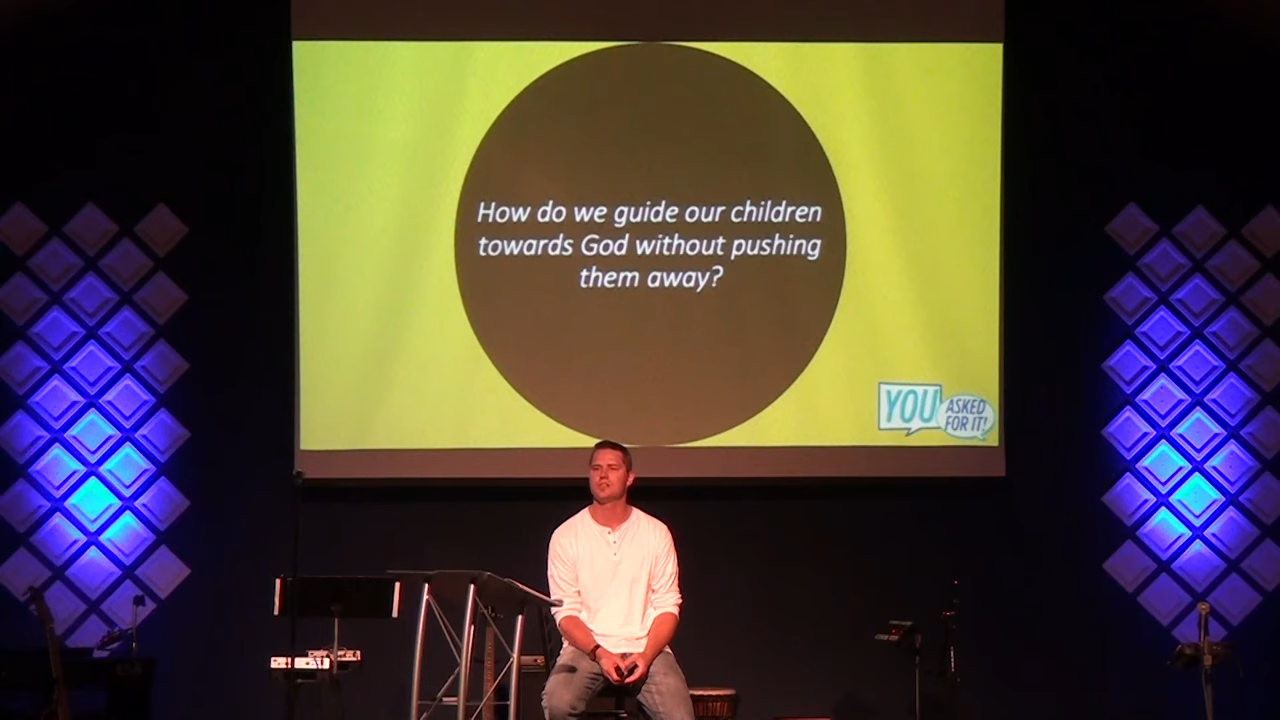 How do we guide our children
towards God without pushing
them away?
YOU
ASKED
FOR IT!